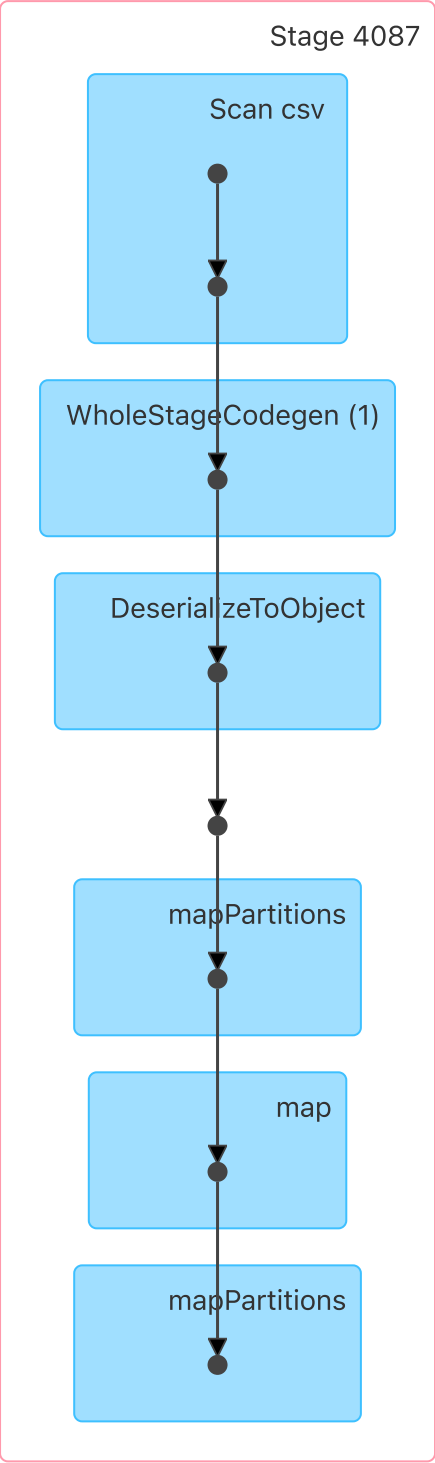 Stage 4087
Scan csv
WholeStageCodegen (1)
DeserializeToObject
mapPartitions
map
mapPartitions